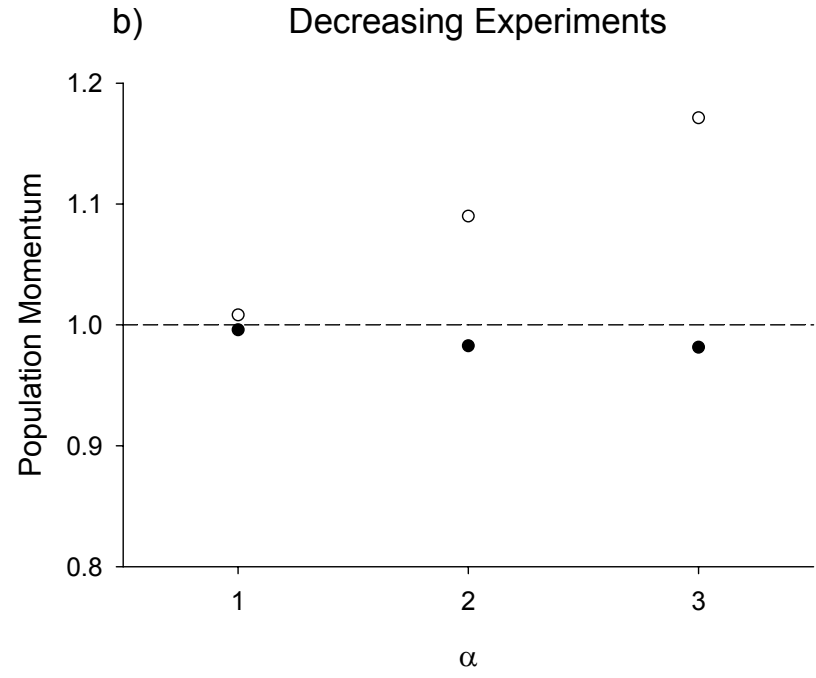 b) Decreasing Experiments
1.2
1.1
1.0
0.9
0.8
Population Momentum
1 2 3
α